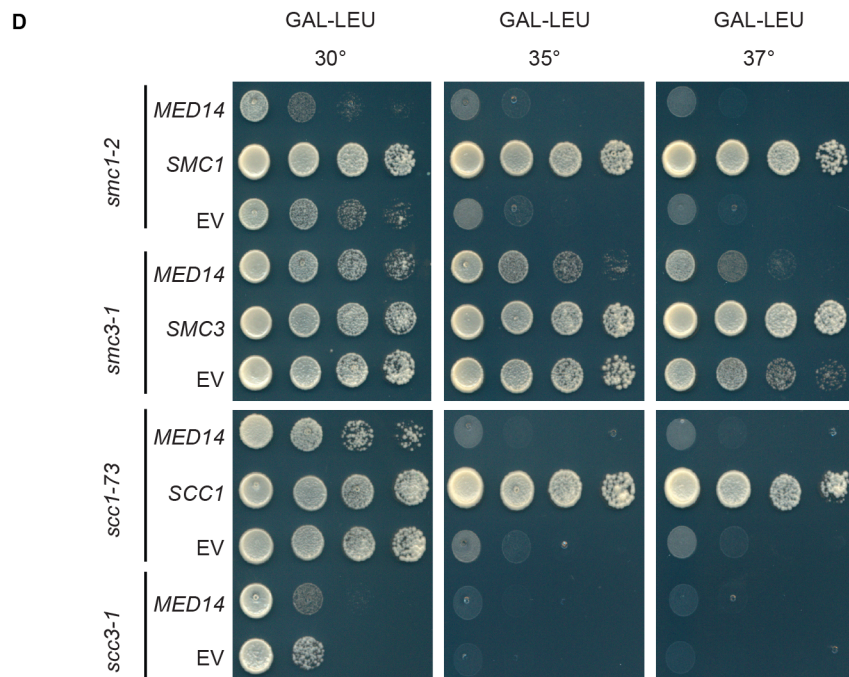 D
GAL-LEU GAL-LEU GAL-LEU
30° 35° 37°
smc1-2
MED14
SMC1
EV
smc3-1
MED14
SMC3
EV
scc1-73
MED14
SCC1
EV
scc3-1
MED14
EV